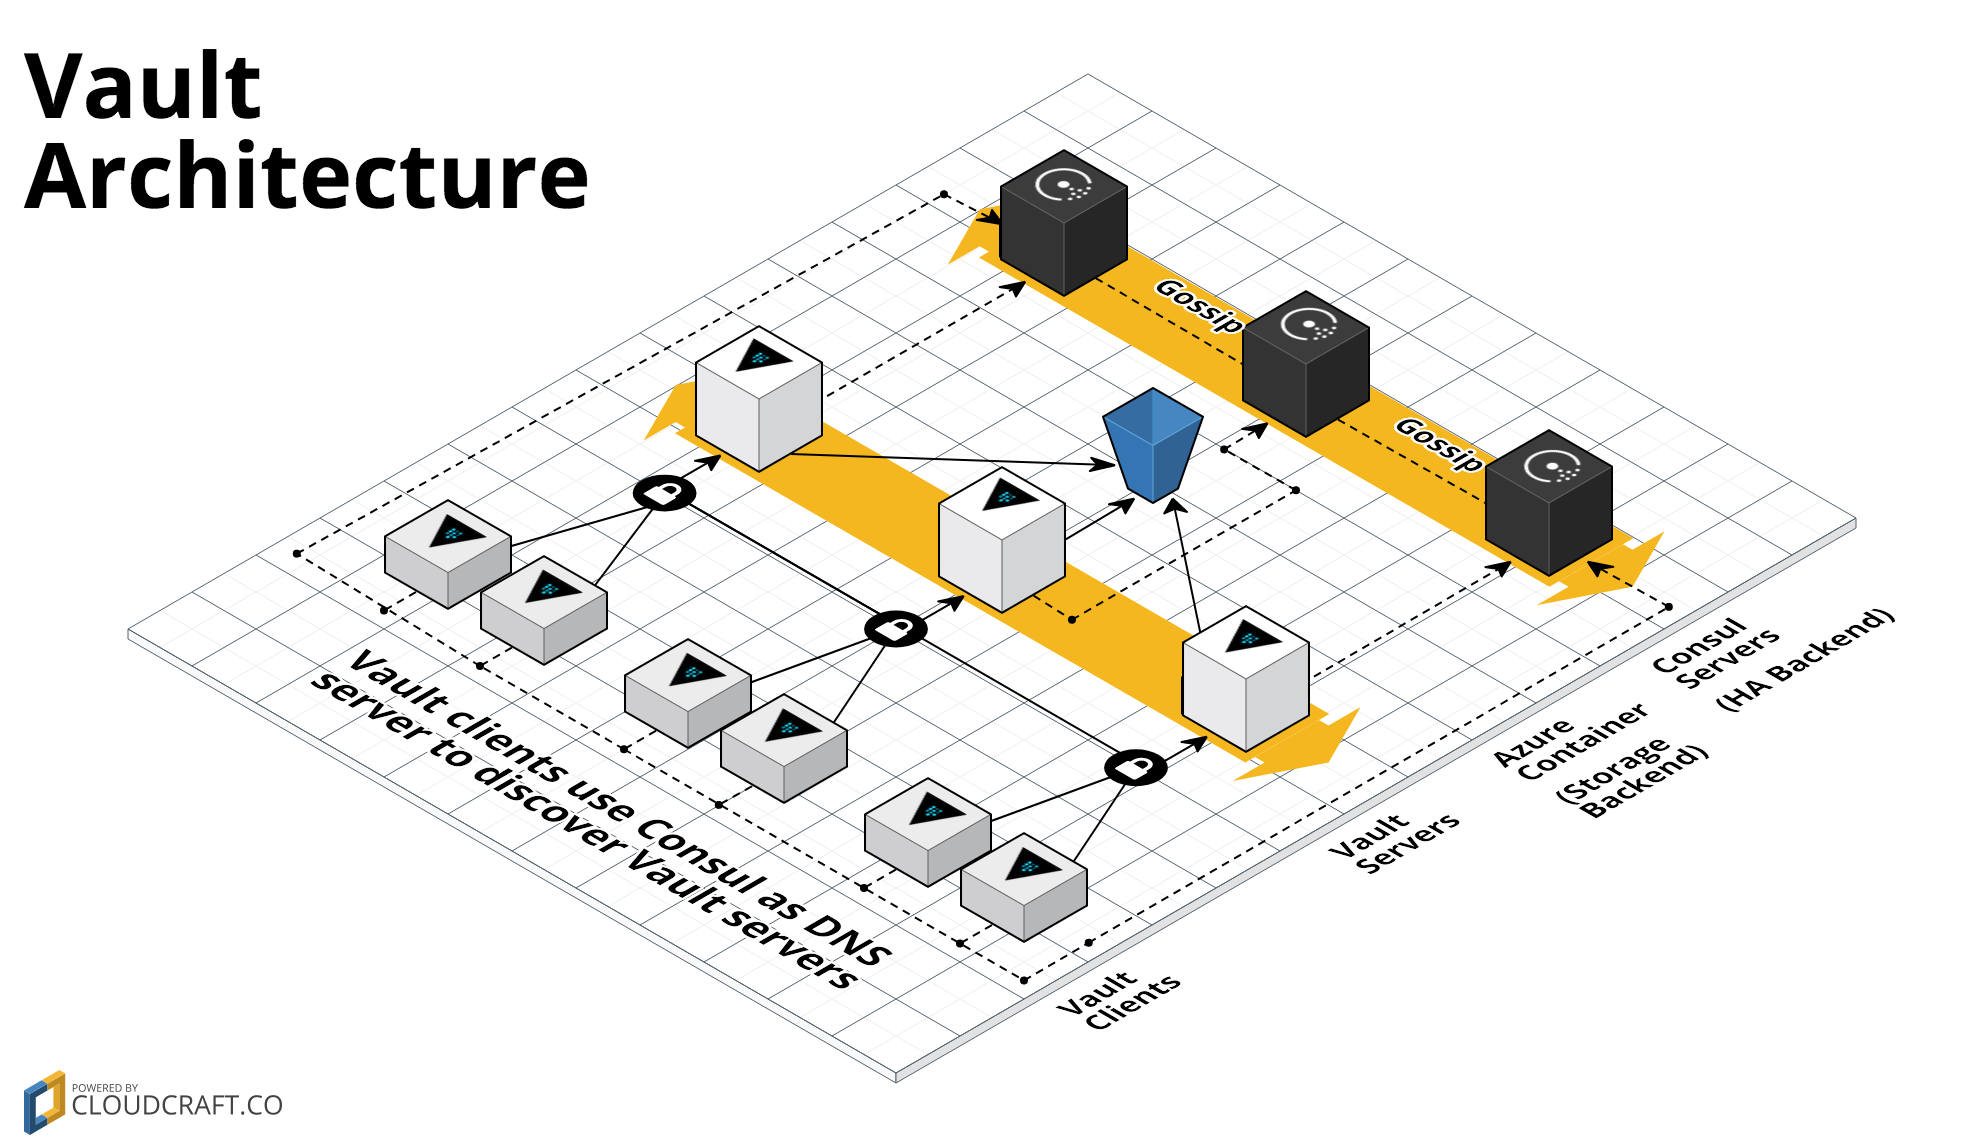 Vault
Architecture
Gossip
Gossip
Consul
Servers
(HA Backend)
Azure
Container
(Storage
Backend)
Vault
Servers
Vault
Clients
Vault clients use Consul as DNS
server to discover Vault servers
POWERED BY
CLOUDCRAFT.CO